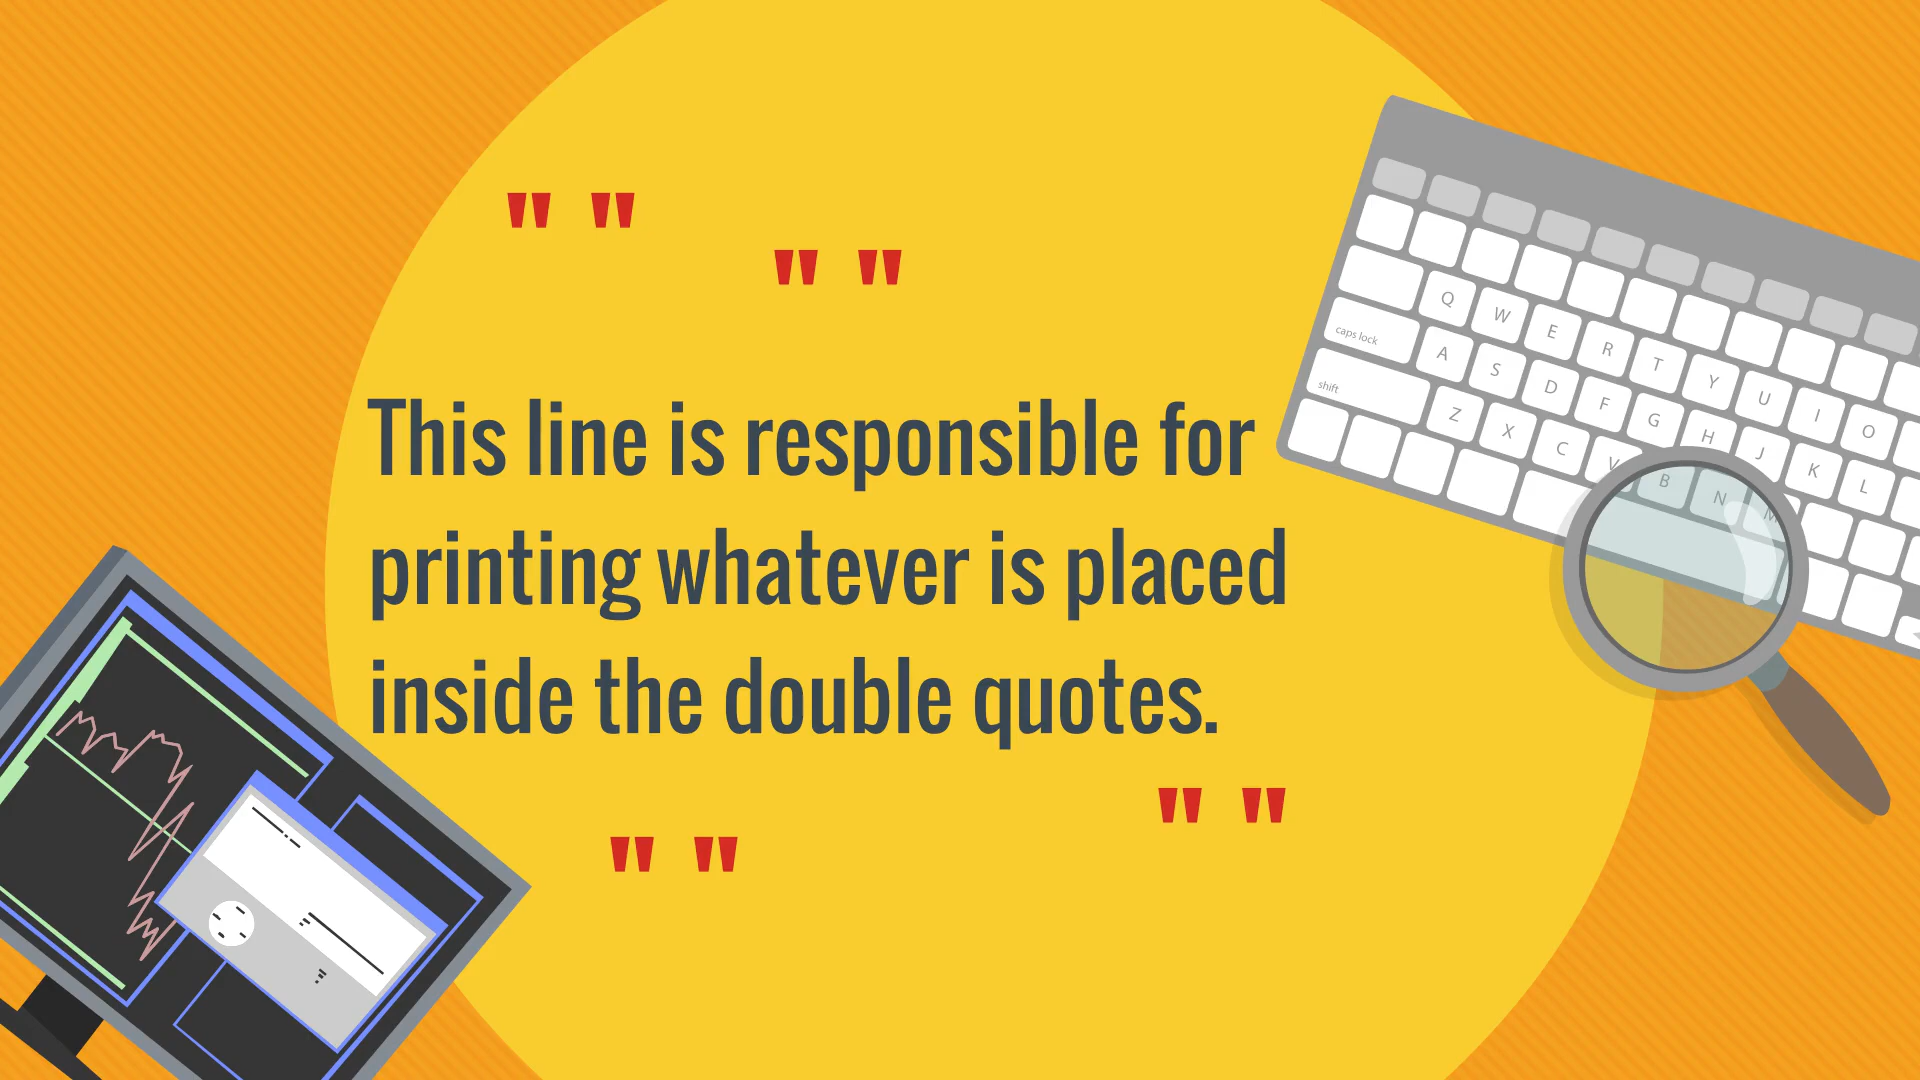 " "
" "
This line is responsible for
printing whatever is placed
inside the double quotes.
" "
" "
Q W E R T Y U I O
caps lock A S D F G H J K L
shift Z X C V B N M